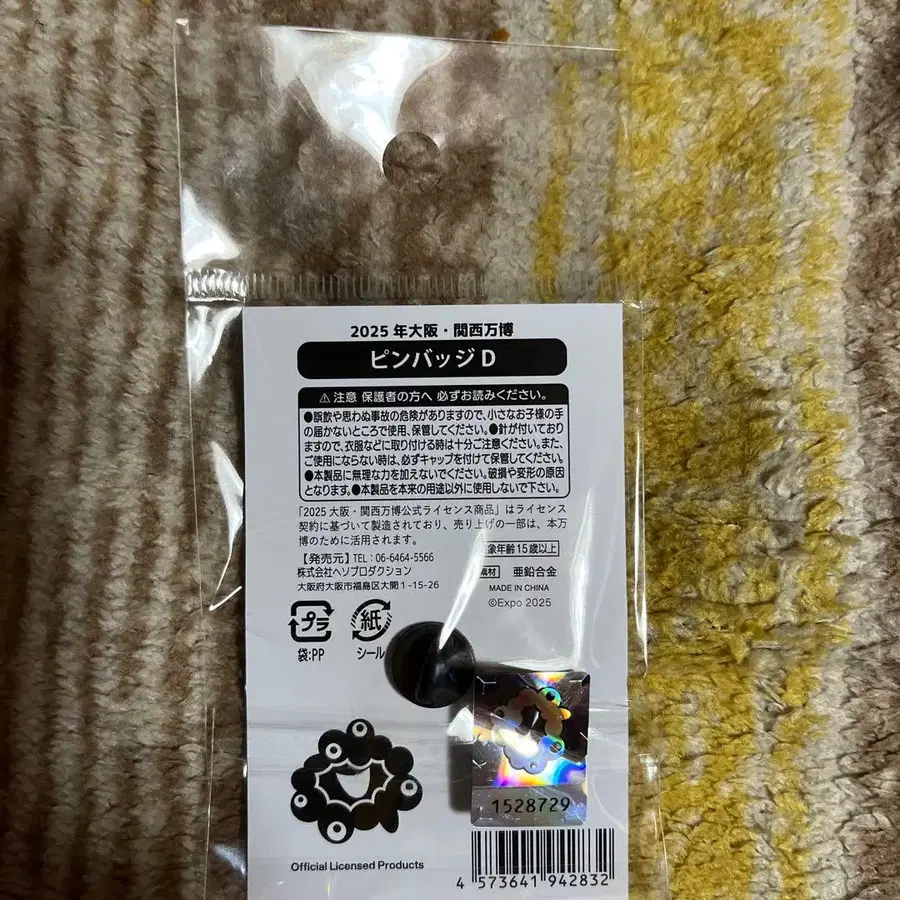 2025 年大阪・関西万博
ピンバッジ D
⚠注意 保護者の方へ 必ずお読みください。
●誤飲や思わぬ事故の危険がありますので、小さなお子様の手
の届かないところで使用、保管してください。●針が付いており
ますので、衣服などに取り付ける時は十分ご注意ください。また、
ご使用にならない時は、必ずキャップを付けて保管してください。
●本製品に無理な力を加えないでください。破損や変形の原因
となります。●本製品を本来の用途以外に使用しないで下さい。
「2025 大阪・関西万博公式ライセンス商品」はライセンス
契約に基づいて製造されており、売り上げの一部は、本万
博のために活用されます。
【発売元】TEL：06-6464-5566
株式会社ヘソプロダクション
大阪府大阪市福島区大開1-15-26
対象年齢15歳以上
素材 亜鉛合金
MADE IN CHINA
©Expo 2025
プラ
袋:PP
紙
シール
1528729
Official Licensed Products
4 573641 942832